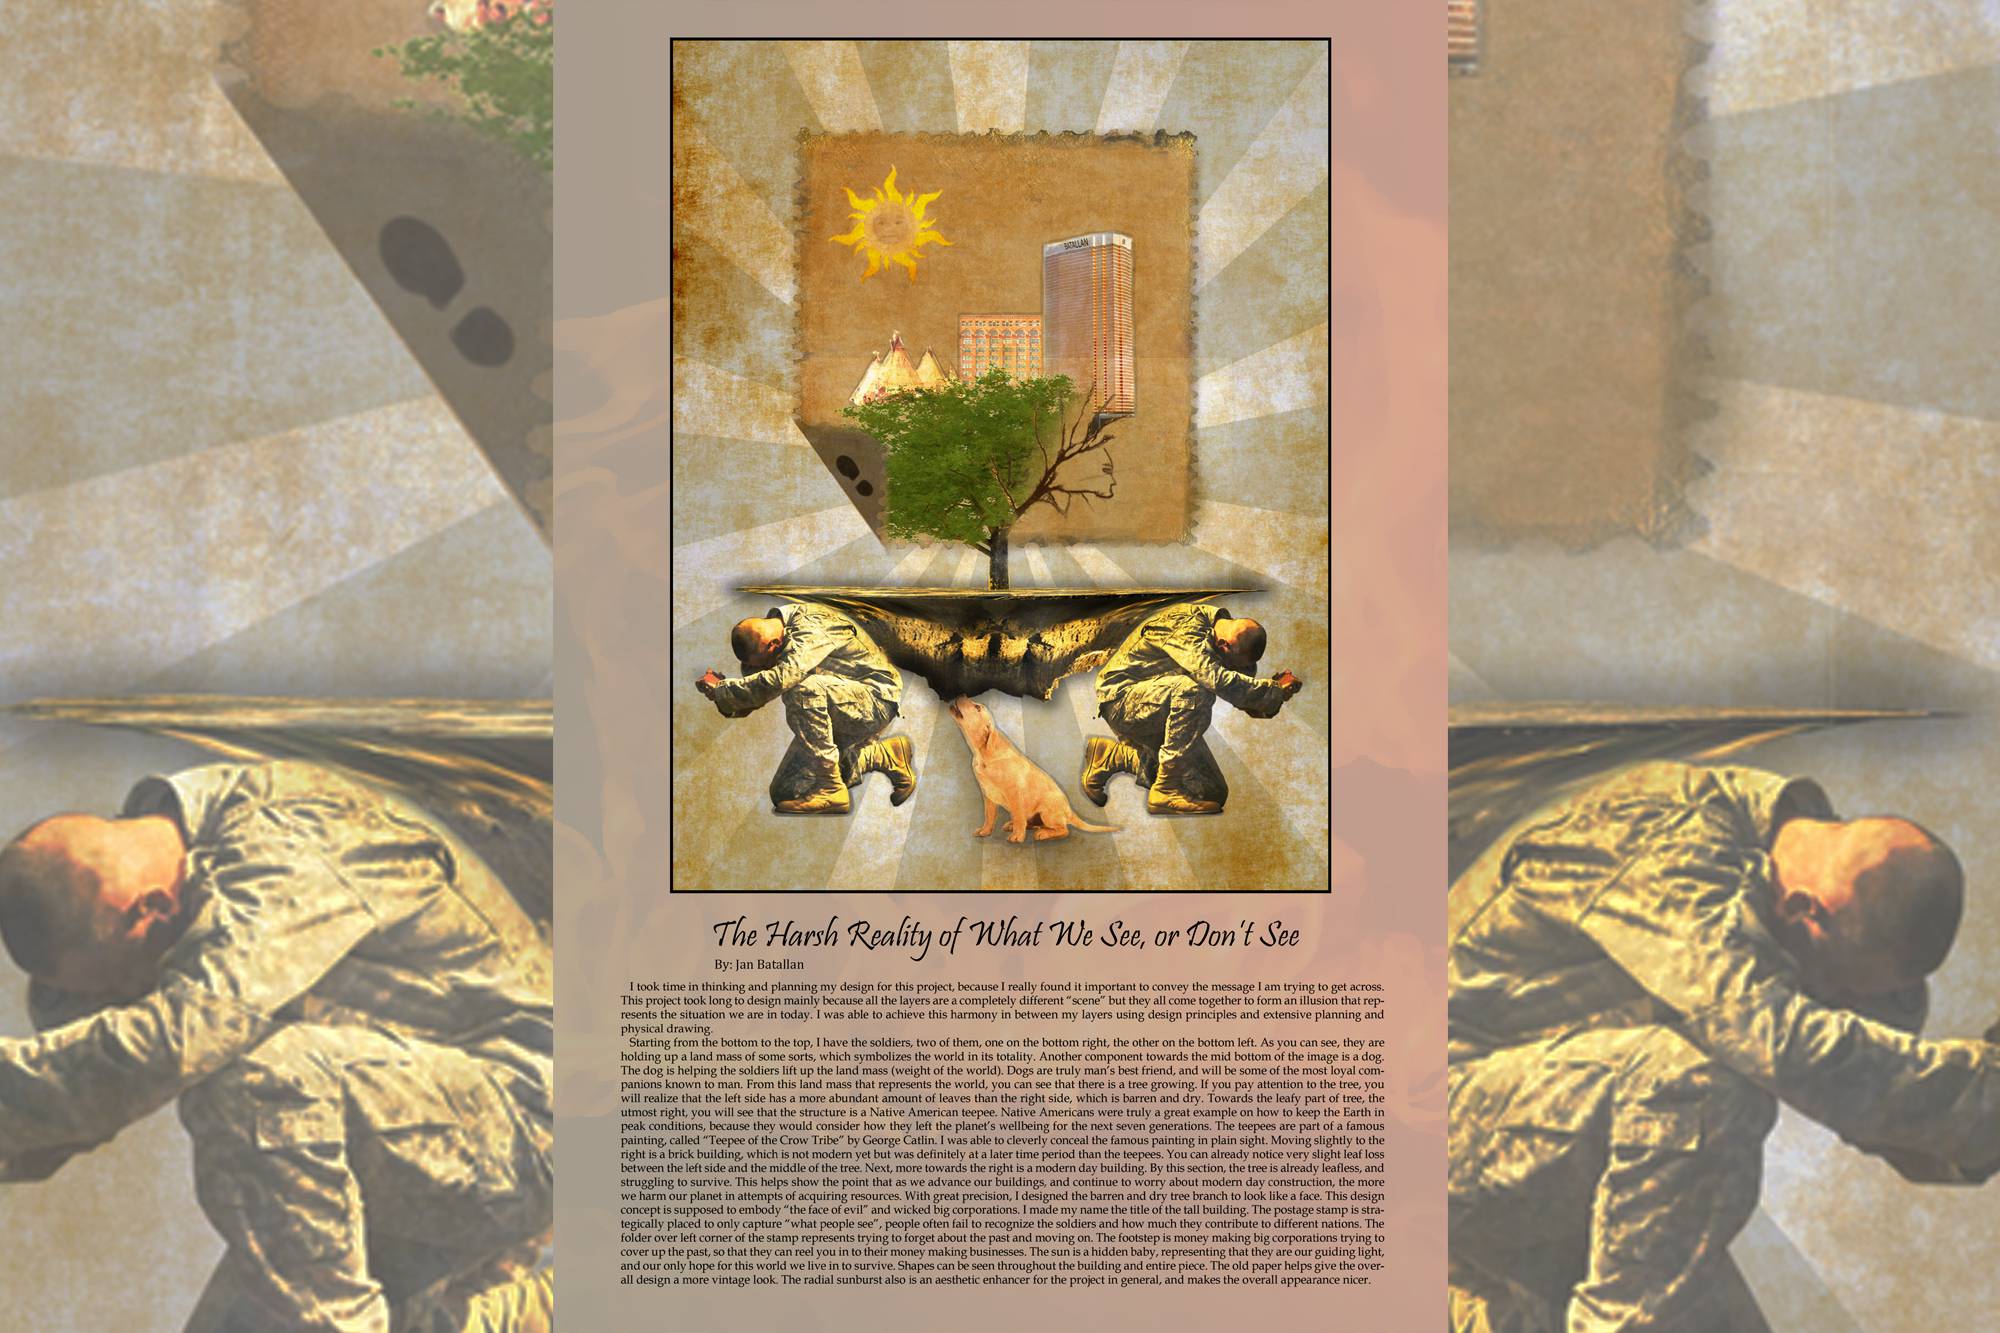 BATALLAN
The Harsh Reality of What We See, or Don't See
By: Jan Batallan
I took time in thinking and planning my design for this project, because I really found it important to convey the message I am trying to get across.
This project took long to design mainly because all the layers are a completely different “scene” but they all come together to form an illusion that rep-
resents the situation we are in today. I was able to achieve this harmony in between my layers using design principles and extensive planning and
physical drawing.
Starting from the bottom to the top, I have the soldiers, two of them, one on the bottom right, the other on the bottom left. As you can see, they are
holding up a land mass of some sorts, which symbolizes the world in its totality. Another component towards the mid bottom of the image is a dog.
The dog is helping the soldiers lift up the land mass (weight of the world). Dogs are truly man’s best friend, and will be some of the most loyal com-
panions known to man. From this land mass that represents the world, you can see that there is a tree growing. If you pay attention to the tree, you
will realize that the left side has a more abundant amount of leaves than the right side, which is barren and dry. Towards the leafy part of tree, the
utmost right, you will see that the structure is a Native American teepee. Native Americans were truly a great example on how to keep the Earth in
peak conditions, because they would consider how they left the planet’s wellbeing for the next seven generations. The teepees are part of a famous
painting, called “Teepee of the Crow Tribe” by George Catlin. I was able to cleverly conceal the famous painting in plain sight. Moving slightly to the
right is a brick building, which is not modern yet but was definitely at a later time period than the teepees. You can already notice very slight leaf loss
between the left side and the middle of the tree. Next, more towards the right is a modern day building. By this section, the tree is already leafless, and
struggling to survive. This helps show the point that as we advance our buildings, and continue to worry about modern day construction, the more
we harm our planet in attempts of acquiring resources. With great precision, I designed the barren and dry tree branch to look like a face. This design
concept is supposed to embody “the face of evil” and wicked big corporations. I made my name the title of the tall building. The postage stamp is stra-
tegically placed to only capture “what people see”, people often fail to recognize the soldiers and how much they contribute to different nations. The
folder over left corner of the stamp represents trying to forget about the past and moving on. The footstep is money making big corporations trying to
cover up the past, so that they can reel you in to their money making businesses. The sun is a hidden baby, representing that they are our guiding light,
and our only hope for this world we live in to survive. Shapes can be seen throughout the building and entire piece. The old paper helps give the over-
all design a more vintage look. The radial sunburst also is an aesthetic enhancer for the project in general, and makes the overall appearance nicer.